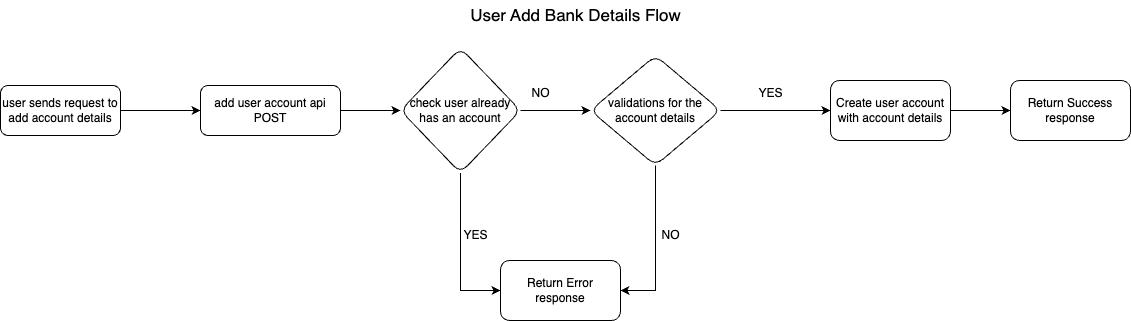 User Add Bank Details Flow
user sends request to
add account details
add user account api
POST
check user already
has an account
NO
validations for the
account details
YES
Create user account
with account details
Return Success
response
YES
NO
Return Error
response